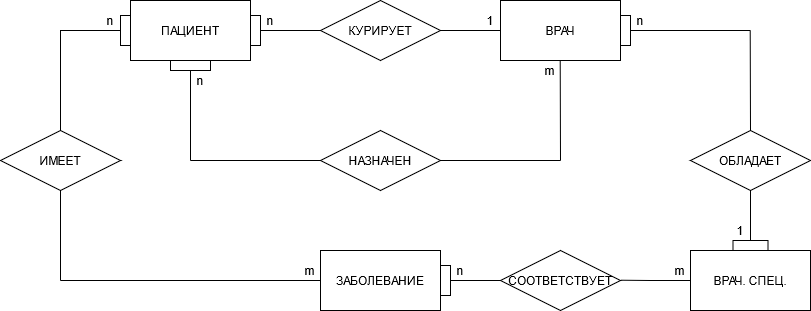 n ПАЦИЕНТ n КУРИРУЕТ 1 ВРАЧ n
n m
ИМЕЕТ НАЗНАЧЕН ОБЛАДАЕТ
1
m ЗАБОЛЕВАНИЕ n СООТВЕТСТВУЕТ m ВРАЧ. СПЕЦ.